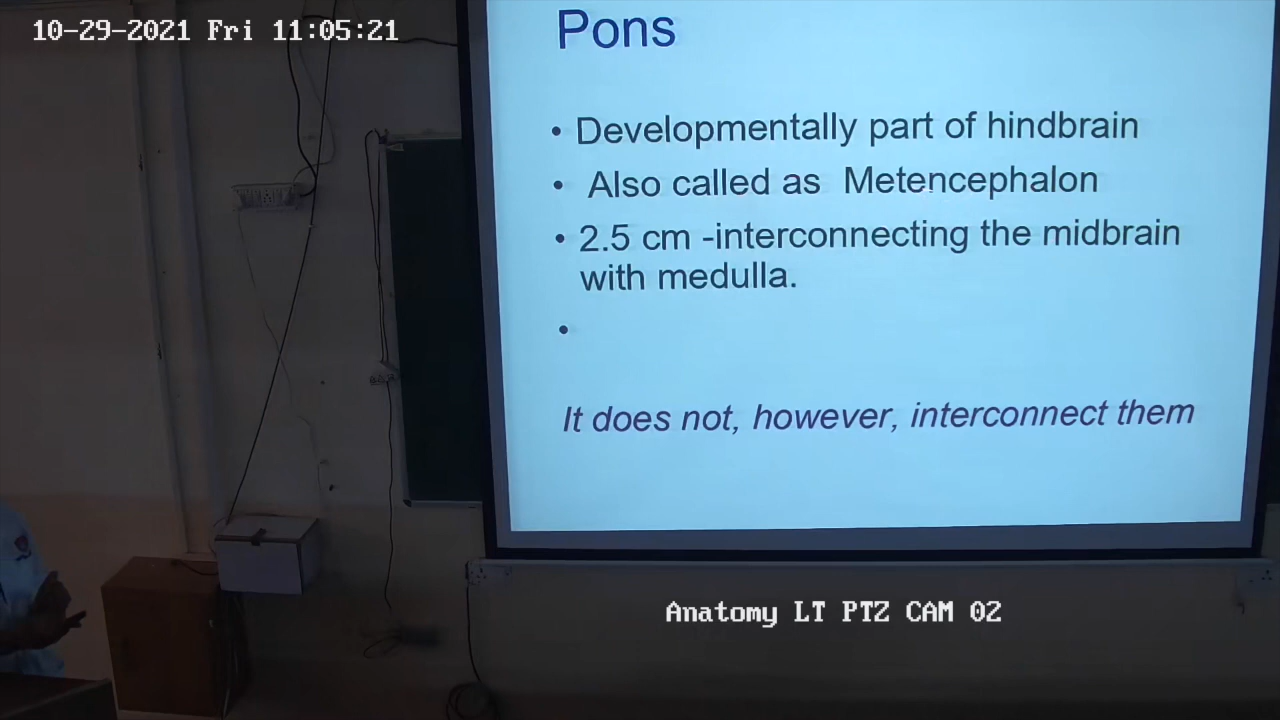 10-29-2021 Fri 11:05:21
Pons
• Developmentally part of hindbrain
• Also called as Metencephalon
• 2.5 cm -interconnecting the midbrain
with medulla.
•
It does not, however, interconnect them
Anatomy LT PTZ CAM 02